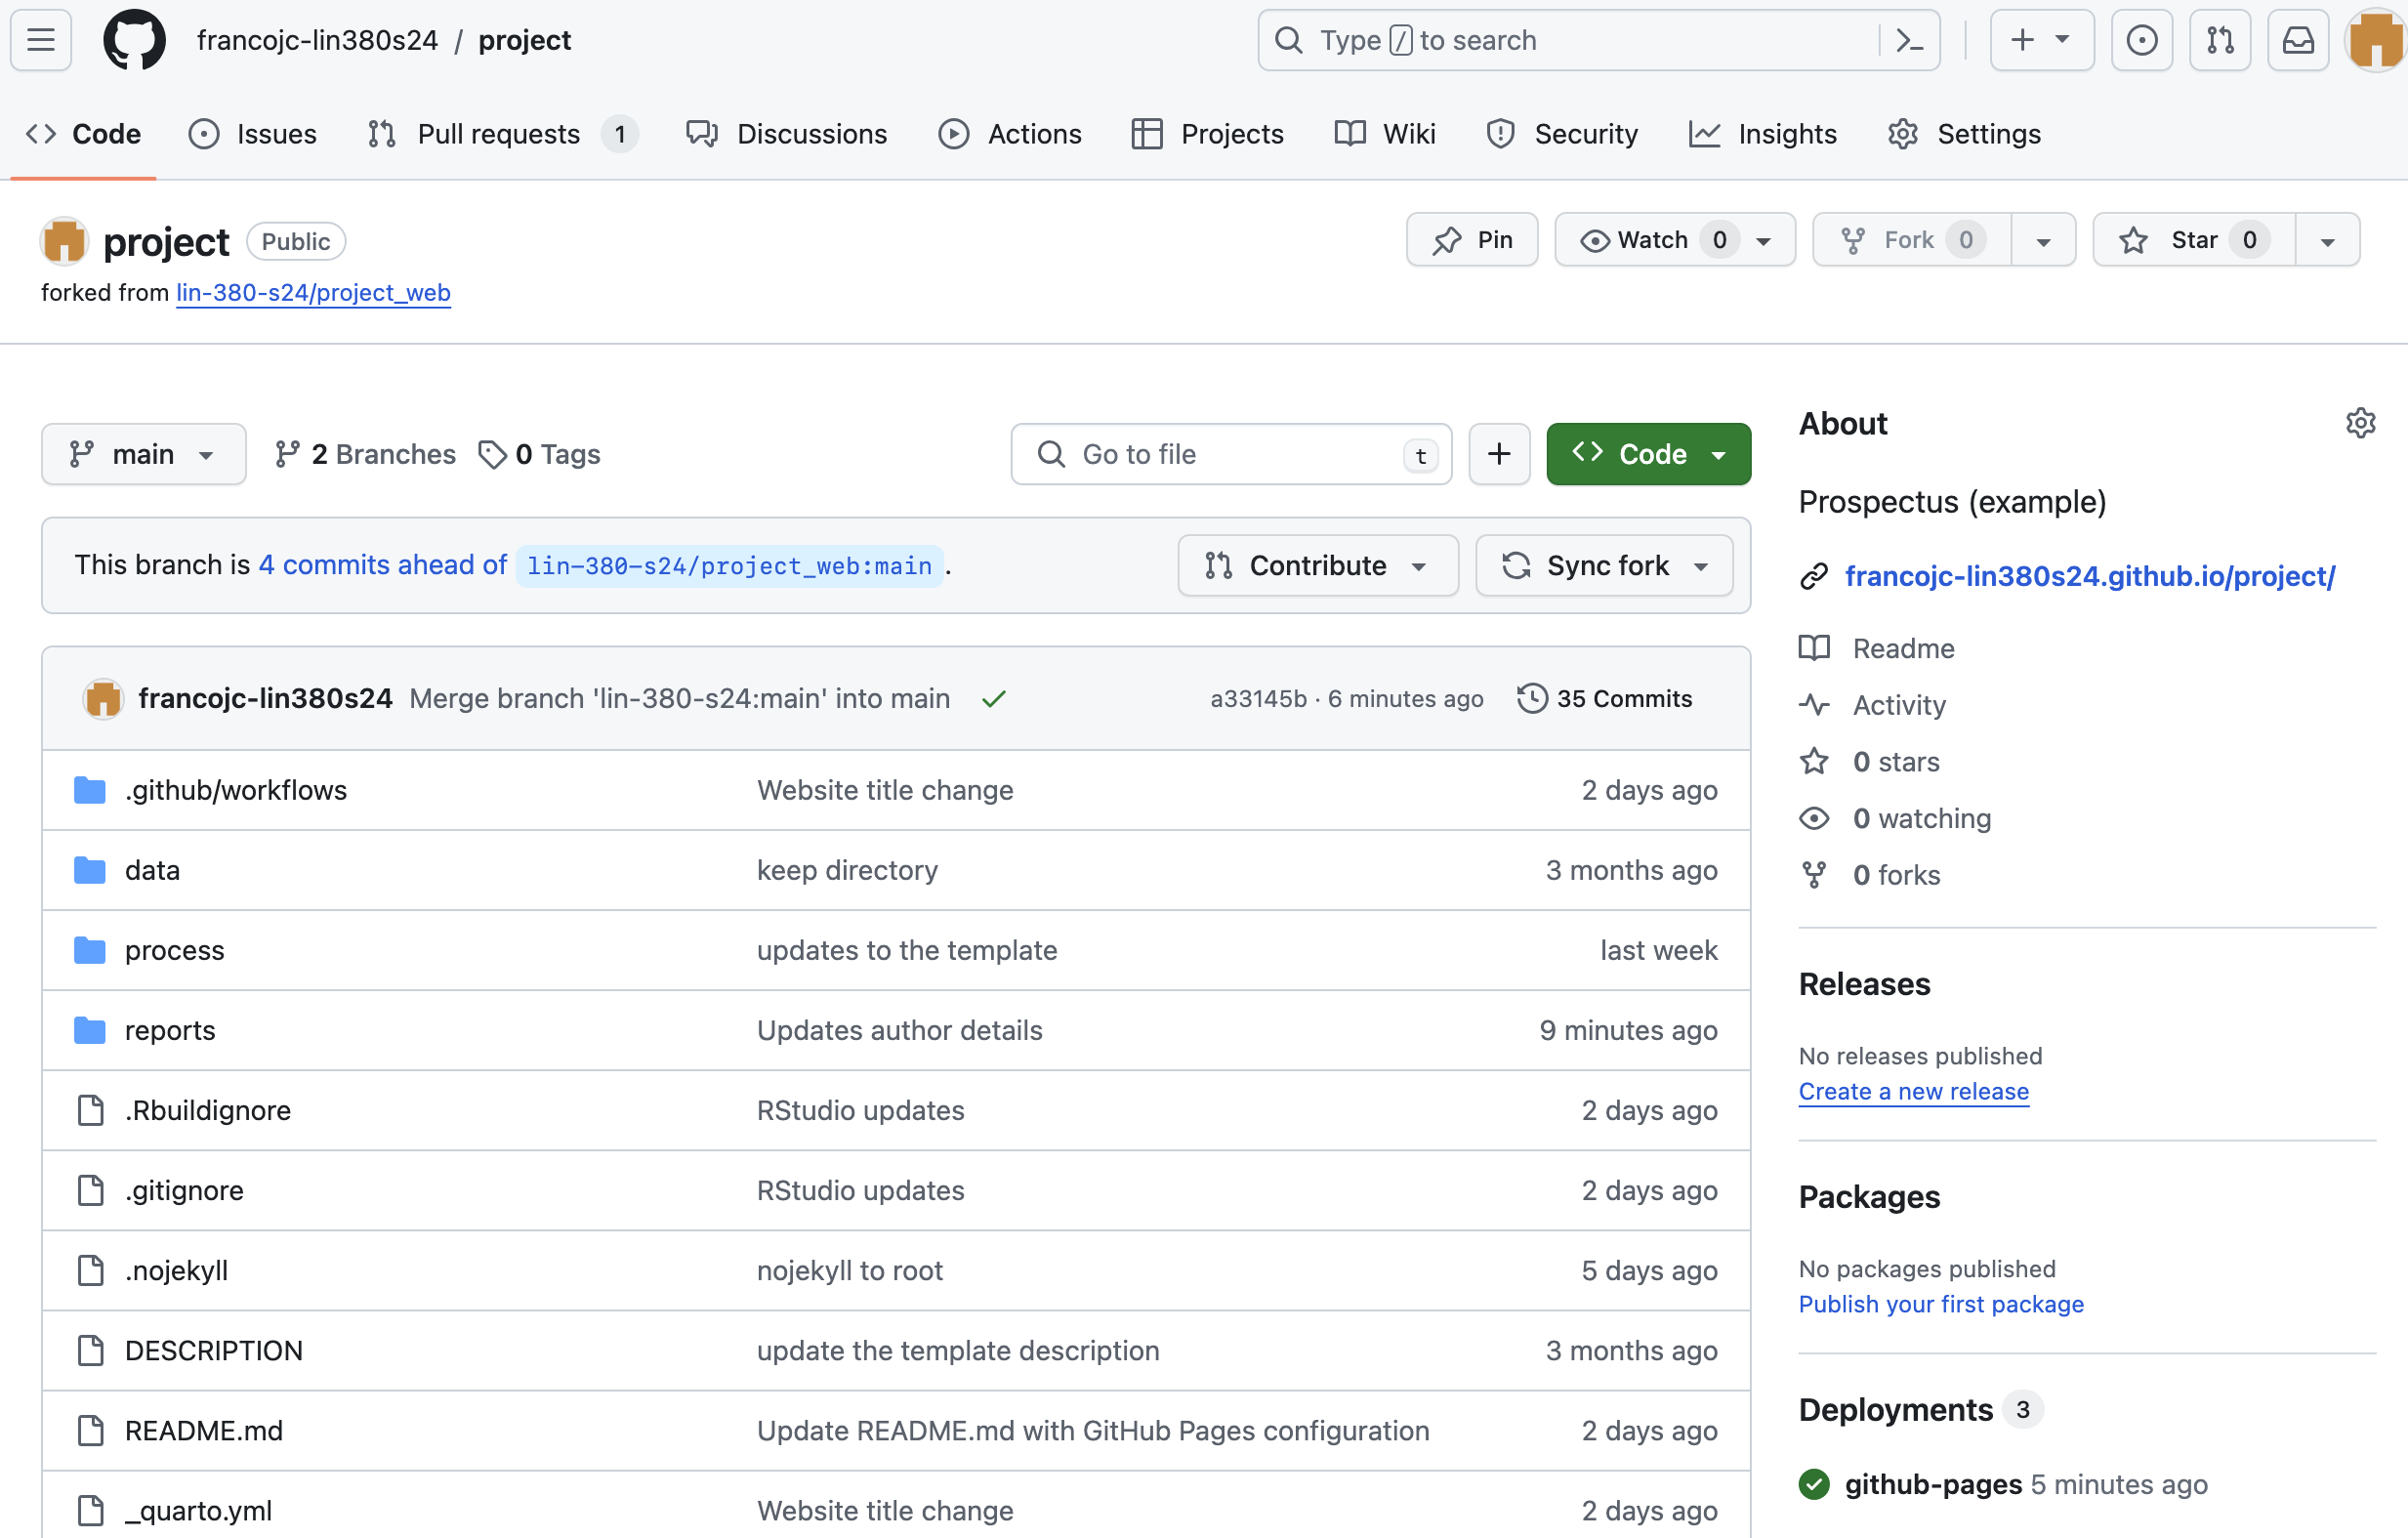 francojc-lin380s24 / project
Type / to search
Code Issues Pull requests 1 Discussions Actions Projects Wiki Security Insights Settings
project Public
Pin Watch 0 Fork 0 Star 0
forked from lin-380-s24/project_web
main 2 Branches 0 Tags
Go to file t + Code
This branch is 4 commits ahead of lin-380-s24/project_web:main.
Contribute Sync fork
francojc-lin380s24 Merge branch 'lin-380-s24:main' into main a33145b · 6 minutes ago 35 Commits
.github/workflows Website title change 2 days ago
data keep directory 3 months ago
process updates to the template last week
reports Updates author details 9 minutes ago
.Rbuildignore RStudio updates 2 days ago
.gitignore RStudio updates 2 days ago
.nojekyll nojekyll to root 5 days ago
DESCRIPTION update the template description 3 months ago
README.md Update README.md with GitHub Pages configuration 2 days ago
_quarto.yml Website title change 2 days ago
About
Prospectus (example)
francojc-lin380s24.github.io/project/
Readme
Activity
0 stars
0 watching
0 forks
Releases
No releases published
Create a new release
Packages
No packages published
Publish your first package
Deployments 3
github-pages 5 minutes ago